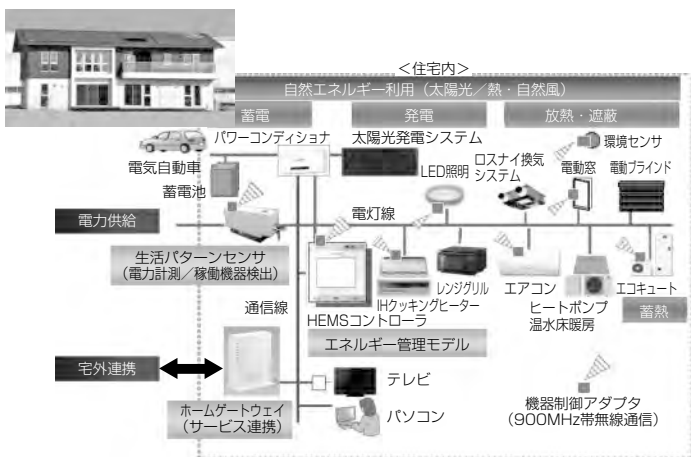 ＜住宅内＞
自然エネルギー利用（太陽光／熱・自然風）
蓄電
発電
放熱・遮蔽
パワーコンディショナ
太陽光発電システム
環境センサ
電気自動車
LED照明
ロスナイ換気
システム
電動窓
電動ブラインド
蓄電池
電力供給
電灯線
生活パターンセンサ
（電力計測／稼働機器検出）
通信線
HEMSコントローラ
IHクッキングヒーター
レンジグリル
エアコン
ヒートポンプ
温水床暖房
エコキュート
蓄熱
エネルギー管理モデル
宅外連携
テレビ
ホームゲートウェイ
（サービス連携）
パソコン
機器制御アダプタ
（900MHz帯無線通信）